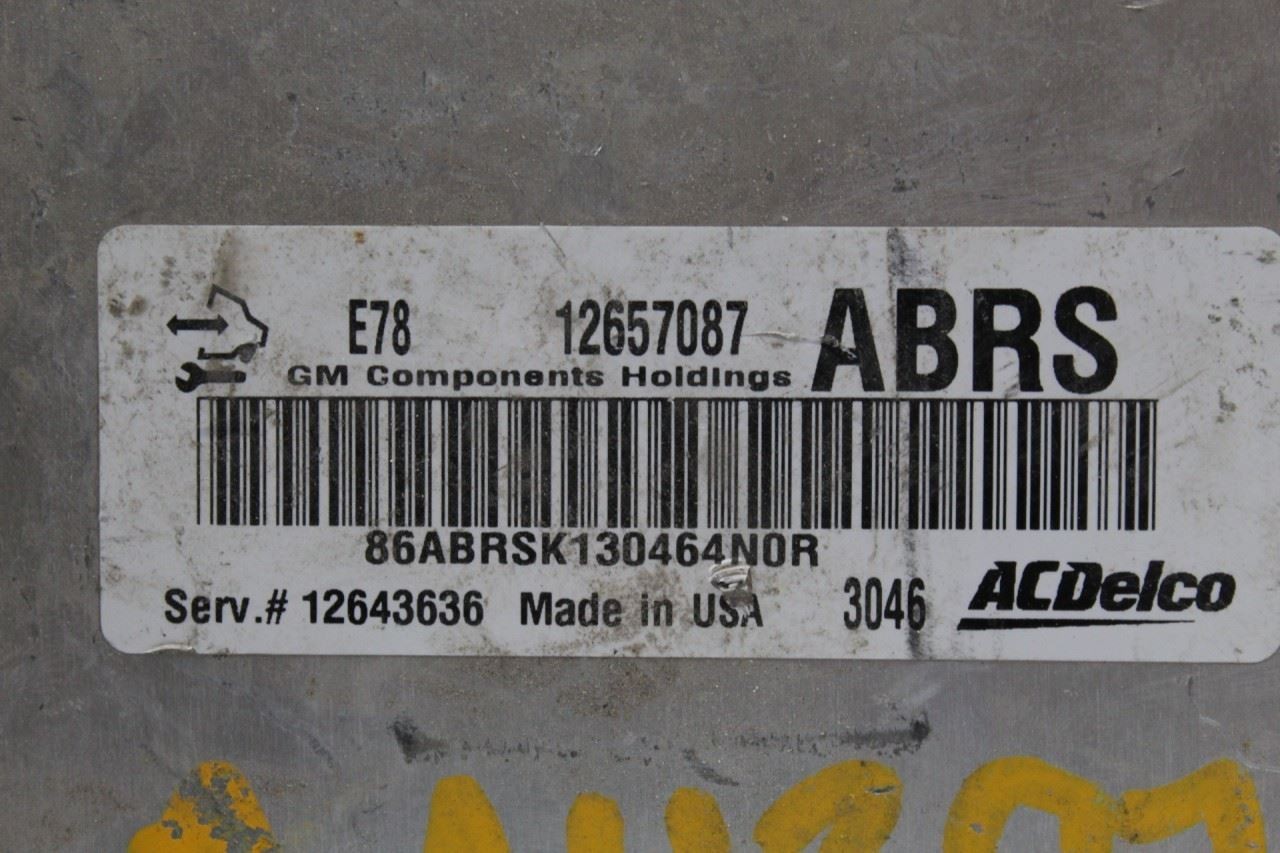 E78 12657087 ABRS
GM Components Holdings
86ABRSK130464N0R
Serv.# 12643636 Made in USA 3046 ACDelco